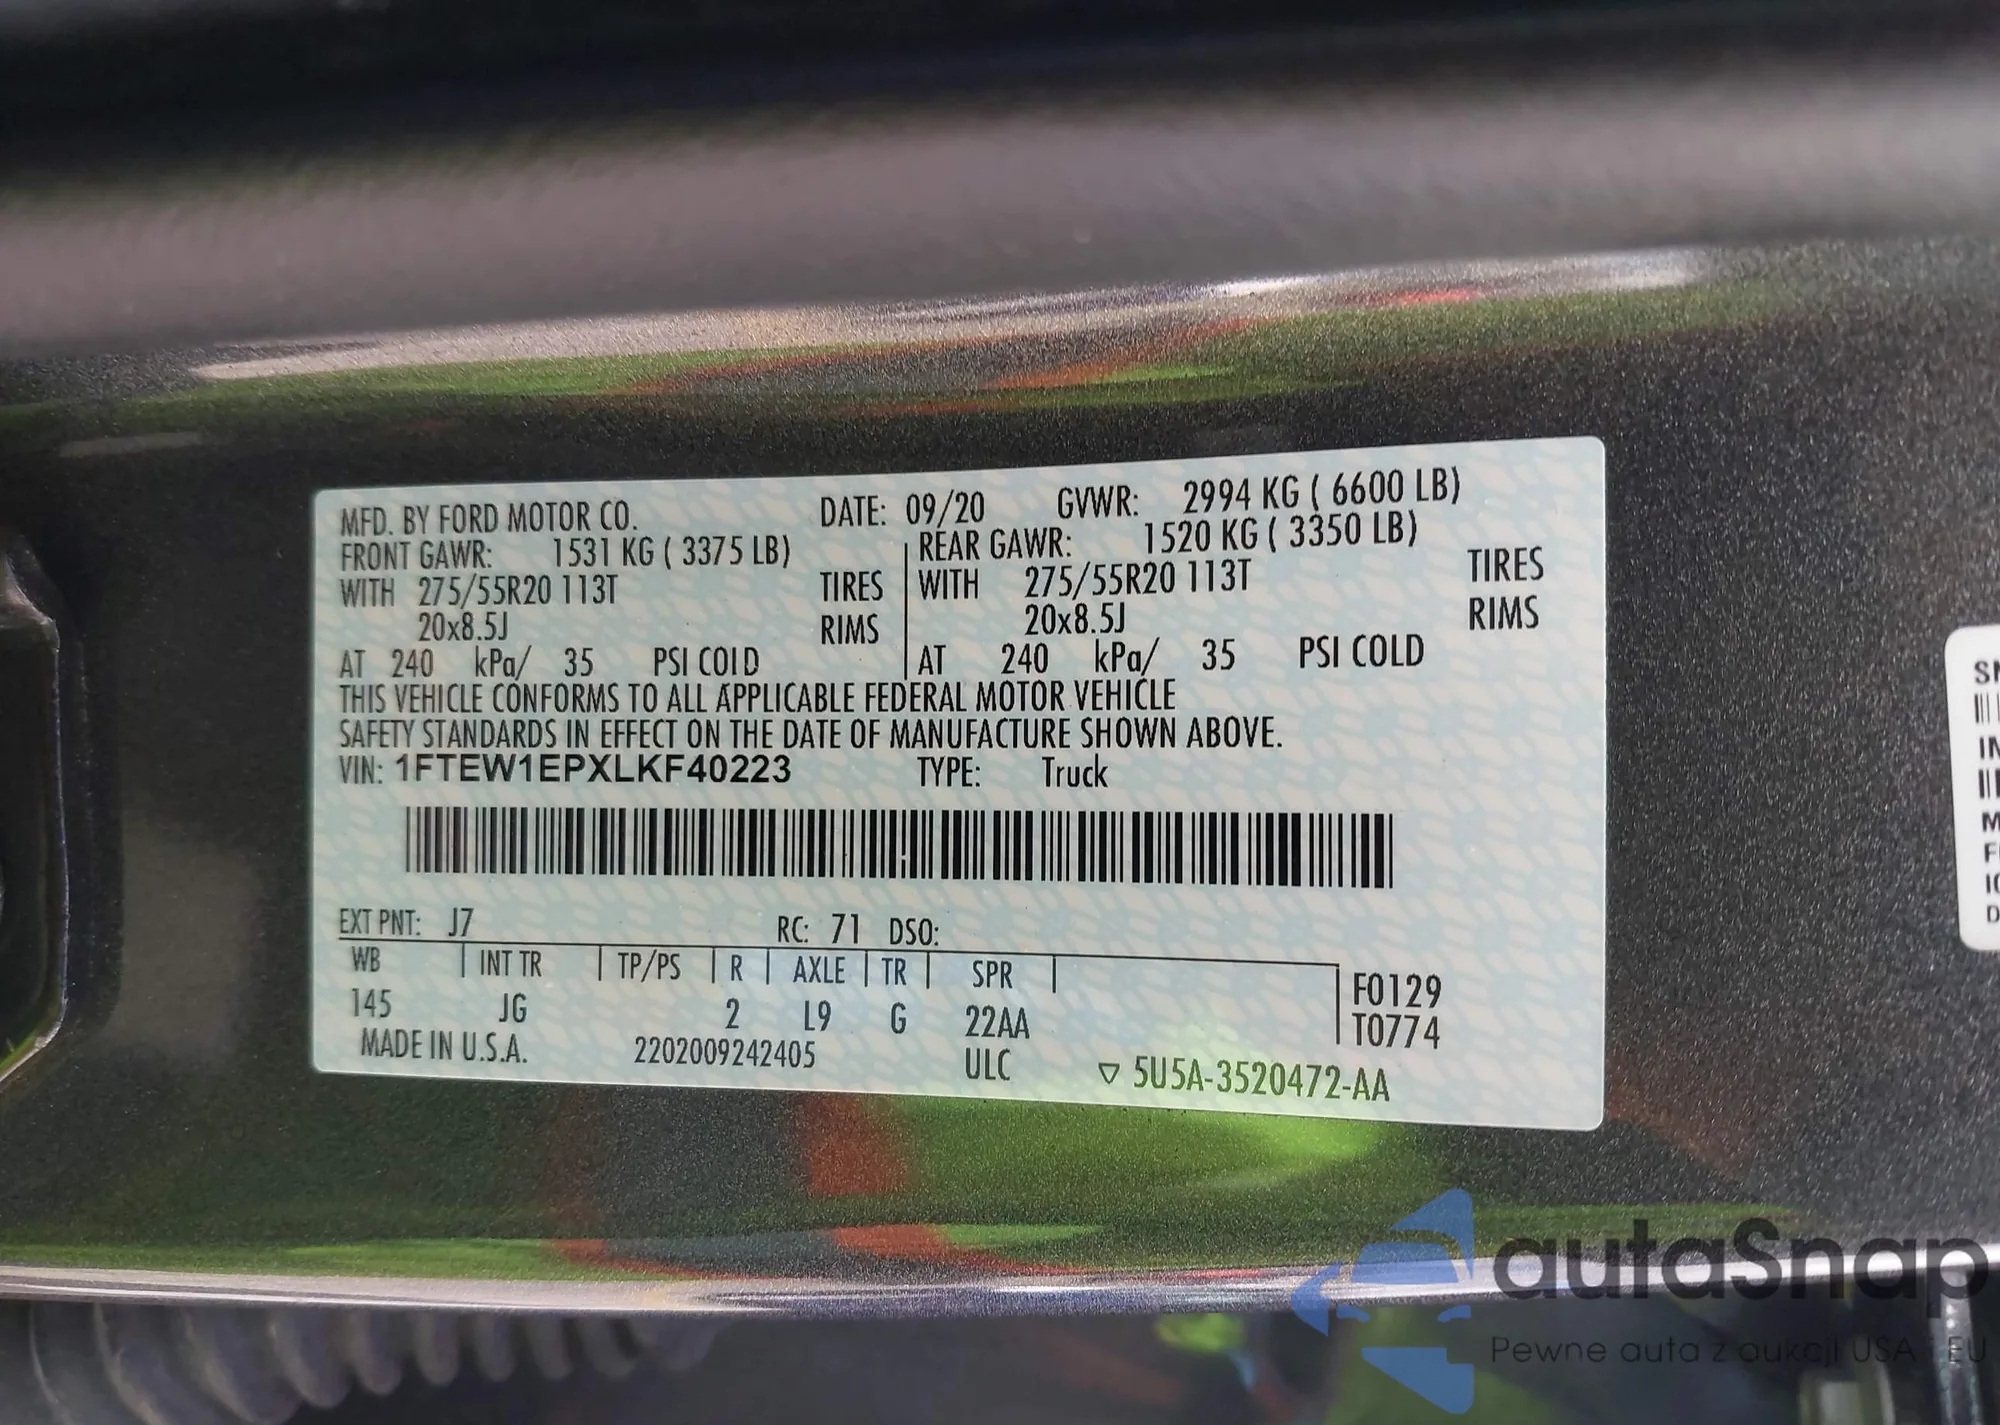 MFD. BY FORD MOTOR CO. DATE: 09/20 GVWR: 2994 KG ( 6600 LB)
FRONT GAWR: 1531 KG ( 3375 LB) REAR GAWR: 1520 KG ( 3350 LB)
WITH 275/55R20 113T TIRES WITH 275/55R20 113T TIRES
20x8.5J RIMS 20x8.5J RIMS
AT 240 kPa/ 35 PSI COLD AT 240 kPa/ 35 PSI COLD
THIS VEHICLE CONFORMS TO ALL APPLICABLE FEDERAL MOTOR VEHICLE
SAFETY STANDARDS IN EFFECT ON THE DATE OF MANUFACTURE SHOWN ABOVE.
VIN: 1FTEW1EPXLKF40223 TYPE: Truck
EXT PNT: J7 RC: 71 DSO:
WB INT TR TP/PS R AXLE TR SPR
145 JG 2 L9 G 22AA
F0129
T0774
MADE IN U.S.A. 2202009242405 ULC ▽ 5U5A-3520472-AA
autaSnap
Pewne auta z aukcji USA i EU